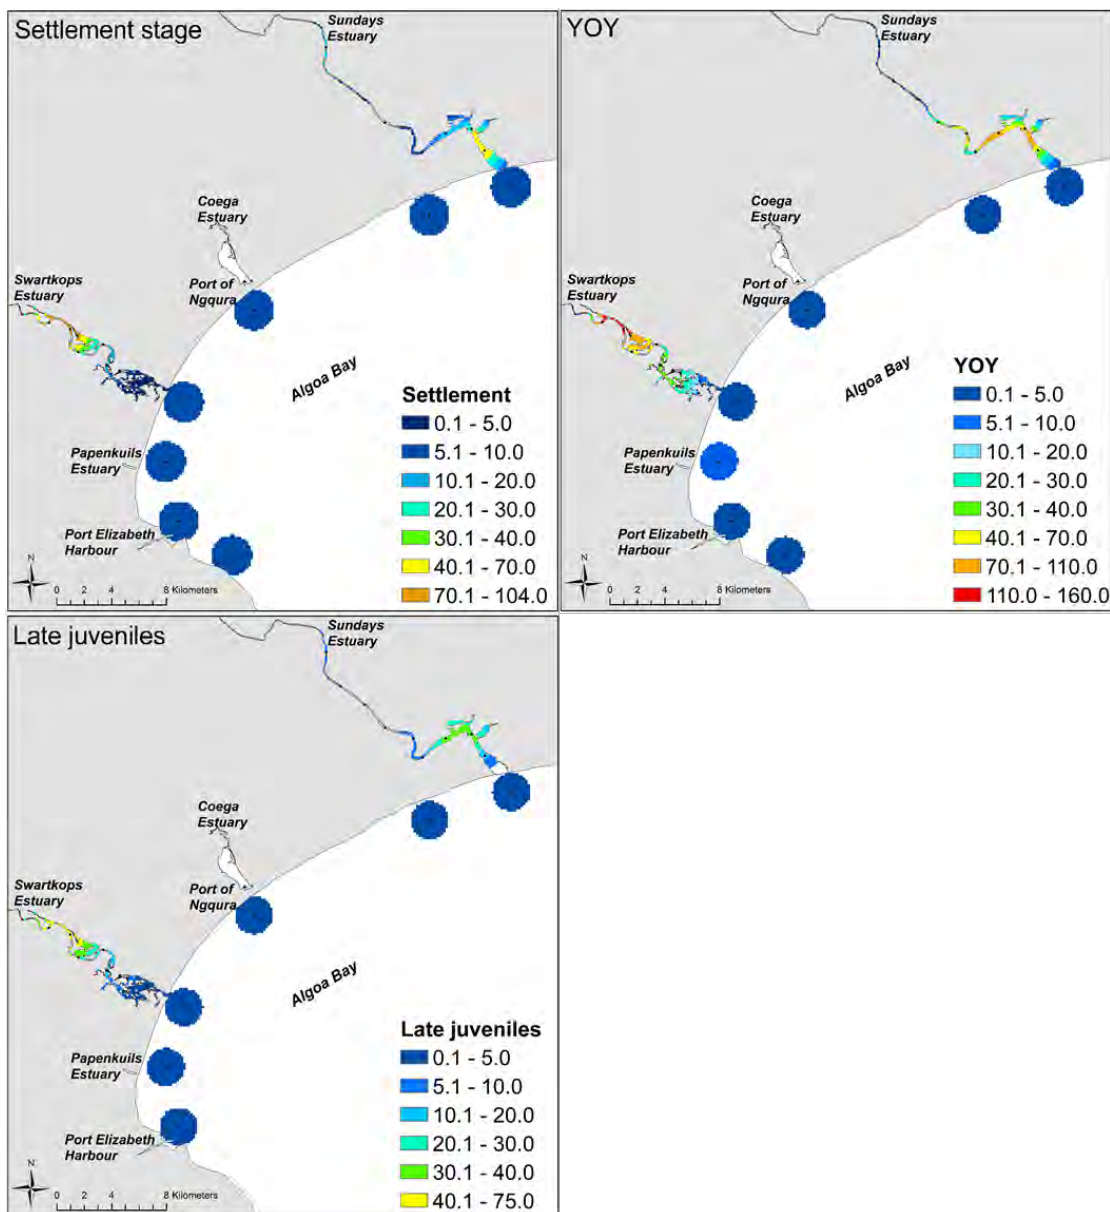 Settlement stage
Sundays
Estuary
Coega
Estuary
Swartkops
Estuary
Port of
Ngqura
Algoa Bay
Papenkuils
Estuary
Port Elizabeth
Harbour
N
0 2 4 8 Kilometers
Settlement
0.1 - 5.0
5.1 - 10.0
10.1 - 20.0
20.1 - 30.0
30.1 - 40.0
40.1 - 70.0
70.1 - 104.0
YOY
Sundays
Estuary
Coega
Estuary
Swartkops
Estuary
Port of
Ngqura
Algoa Bay
Papenkuils
Estuary
Port Elizabeth
Harbour
N
0 2 4 8 Kilometers
YOY
0.1 - 5.0
5.1 - 10.0
10.1 - 20.0
20.1 - 30.0
30.1 - 40.0
40.1 - 70.0
70.1 - 110.0
110.0 - 160.0
Late juveniles
Sundays
Estuary
Coega
Estuary
Swartkops
Estuary
Port of
Ngqura
Algoa Bay
Papenkuils
Estuary
Port Elizabeth
Harbour
N
0 2 4 8 Kilometers
Late juveniles
0.1 - 5.0
5.1 - 10.0
10.1 - 20.0
20.1 - 30.0
30.1 - 40.0
40.1 - 75.0